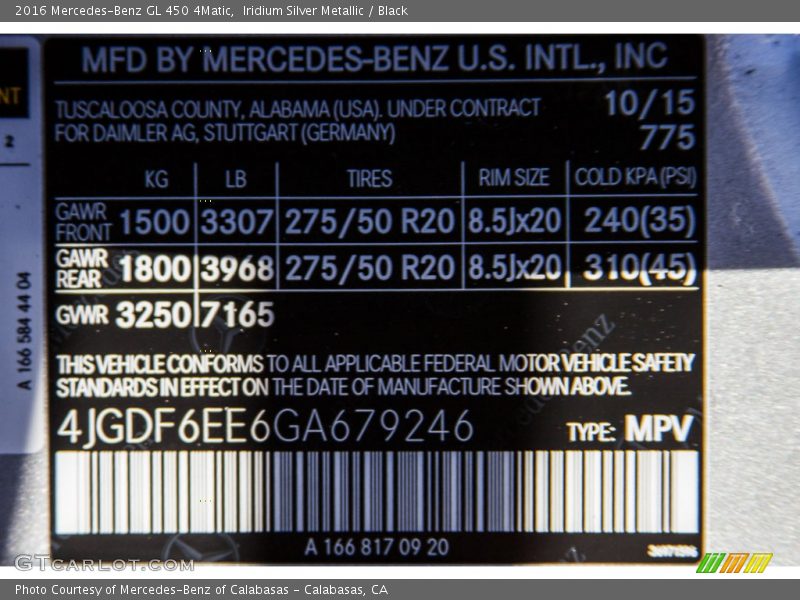 2016 Mercedes-Benz GL 450 4Matic,  Iridium Silver Metallic / Black
MFD BY MERCEDES-BENZ U.S. INTL., INC
TUSCALOOSA COUNTY, ALABAMA (USA). UNDER CONTRACT 10/15
FOR DAIMLER AG, STUTTGART (GERMANY) 775
KG LB TIRES RIM SIZE COLD KPA (PSI)
GAWR FRONT 1500 3307 275/50 R20 8.5Jx20 240(35)
GAWR REAR 1800 3968 275/50 R20 8.5Jx20 310(45)
GVWR 3250 7165
THIS VEHICLE CONFORMS TO ALL APPLICABLE FEDERAL MOTOR VEHICLE SAFETY
STANDARDS IN EFFECT ON THE DATE OF MANUFACTURE SHOWN ABOVE.
4JGDF6EE6GA679246 TYPE: MPV
A 166 817 09 20
NT
2
A 166 584 44 04
GTcarlot.com
Photo Courtesy of Mercedes-Benz of Calabasas - Calabasas, CA